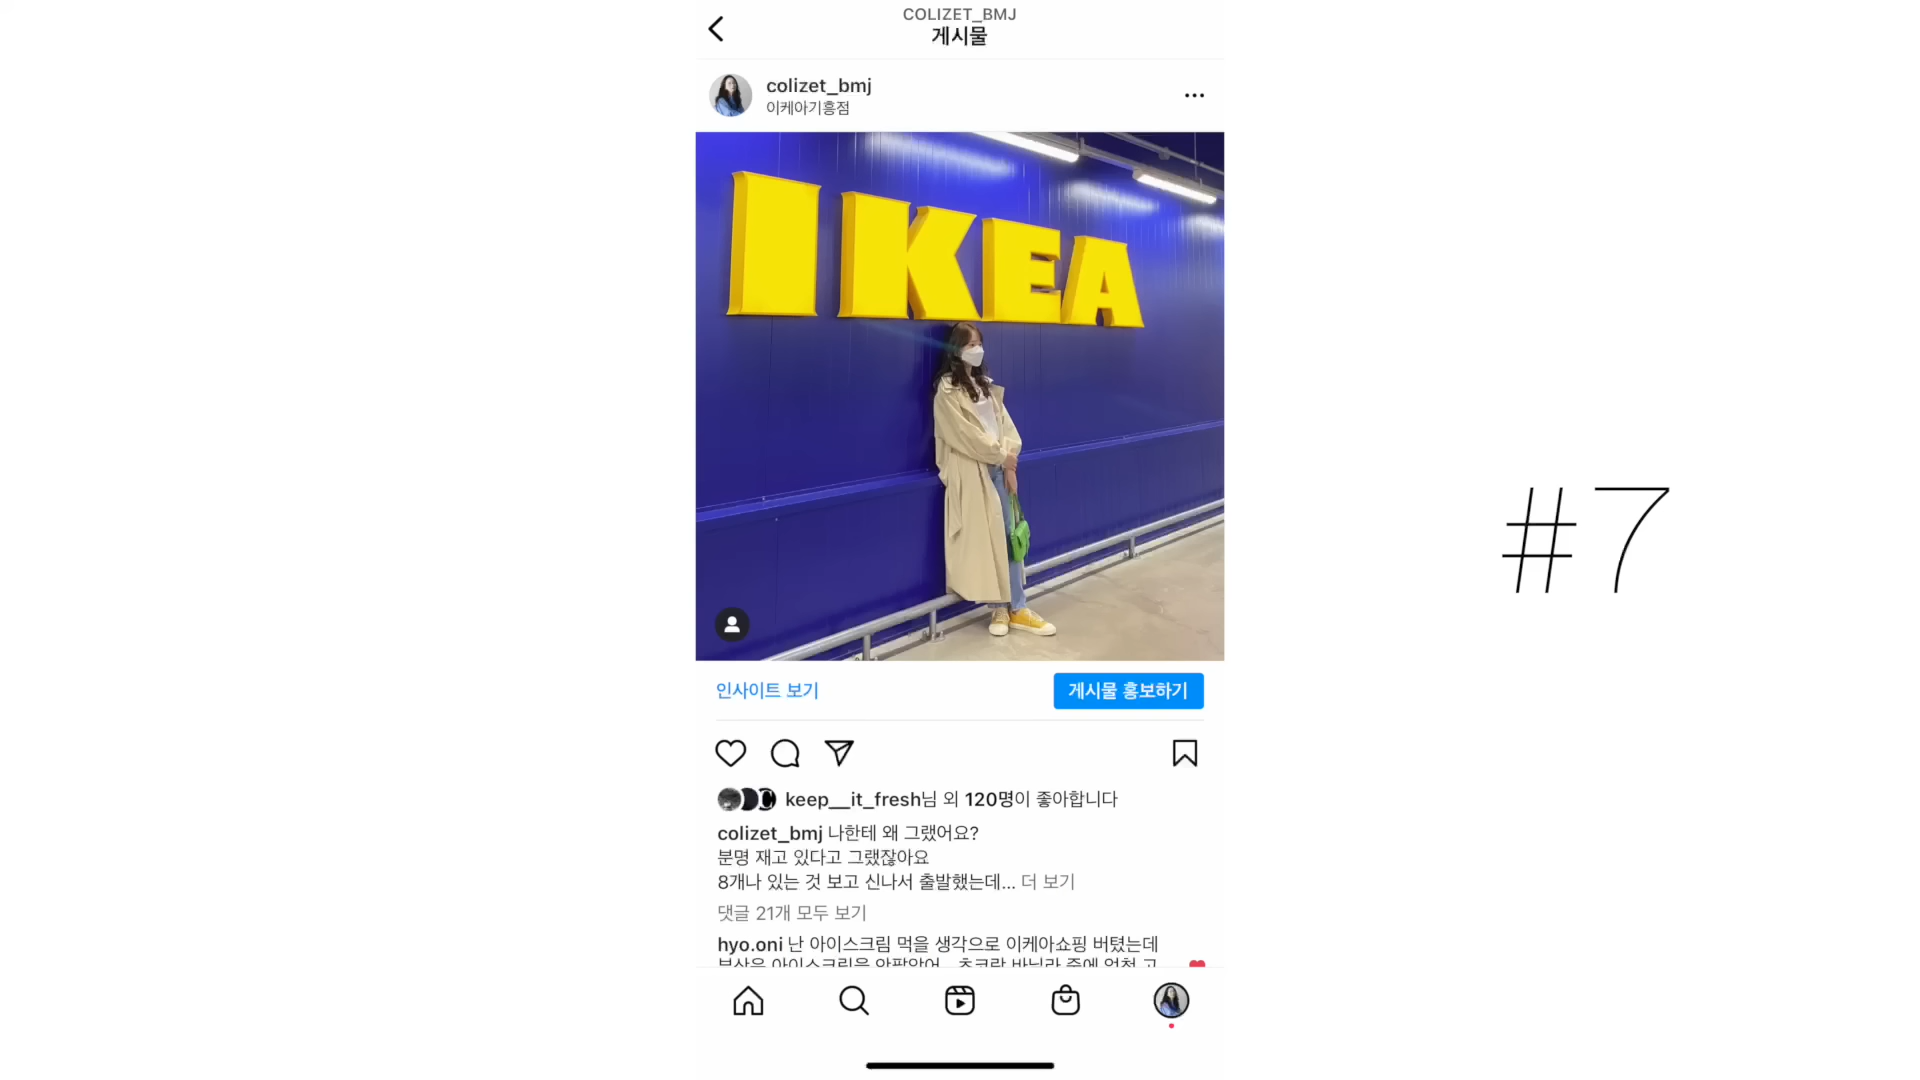 COLIZET_BMJ
게시물
colizet_bmj
이케아기흥점
IKEA
#7
인사이트 보기
게시물 홍보하기
keep__it_fresh님 외 120명이 좋아합니다
colizet_bmj 나한테 왜 그랬어요?
분명 재고 있다고 그랬잖아요
8개나 있는 것 보고 신나서 출발했는데... 더 보기
댓글 21개 모두 보기
hyo.oni 난 아이스크림 먹을 생각으로 이케아쇼핑 버텼는데